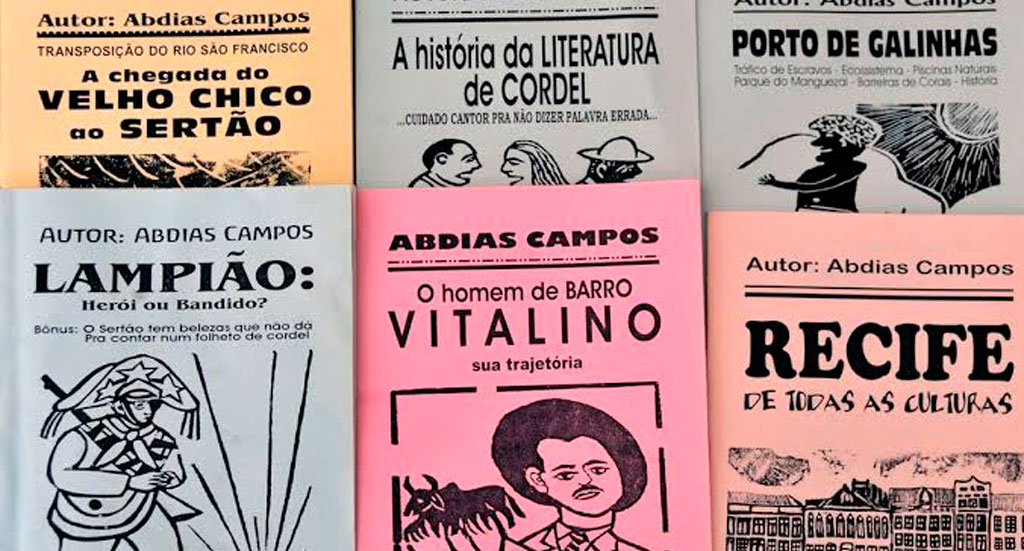 Autor: Abdias Campos
TRANSPOSIÇÃO DO RIO SÃO FRANCISCO
A chegada do
VELHO CHICO
ao SERTÃO
A história da LITERATURA
de CORDEL
...CUIDADO CANTOR PRA NÃO DIZER PALAVRA ERRADA...
Autor: Abdias Campos
PORTO DE GALINHAS
Tráfico de Escravos - Ecossistema - Piscinas Naturais
Parque do Manguezal - Barreiras de Corais - História
AUTOR: ABDIAS CAMPOS
LAMPIÃO:
Herói ou Bandido?
Bônus: O Sertão tem belezas que não dá
Pra contar num folheto de cordel
ABDIAS CAMPOS
O homem de BARRO
VITALINO
sua trajetória
Autor: Abdias Campos
RECIFE
DE TODAS AS CULTURAS